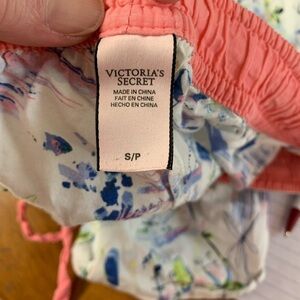 VICTORIA'S
SECRET
MADE IN CHINA
FAIT EN CHINE
HECHO EN CHINA
S/P